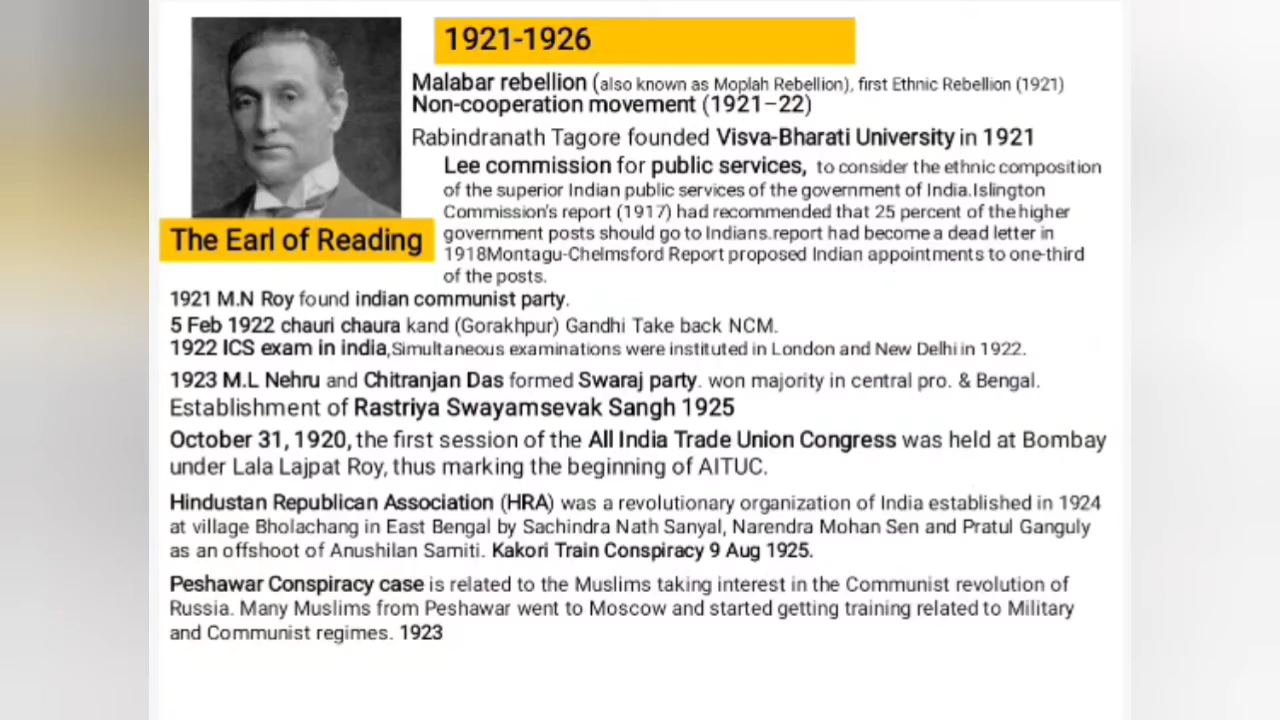 1921-1926
Malabar rebellion (also known as Moplah Rebellion), first Ethnic Rebellion (1921)
Non-cooperation movement (1921–22)
Rabindranath Tagore founded Visva-Bharati University in 1921
Lee commission for public services, to consider the ethnic composition
of the superior Indian public services of the government of India.Islington
Commission's report (1917) had recommended that 25 percent of the higher
government posts should go to Indians.report had become a dead letter in
1918Montagu-Chelmsford Report proposed Indian appointments to one-third
of the posts.
The Earl of Reading
1921 M.N Roy found indian communist party.
5 Feb 1922 chauri chaura kand (Gorakhpur) Gandhi Take back NCM.
1922 ICS exam in india,Simultaneous examinations were instituted in London and New Delhi in 1922.
1923 M.L Nehru and Chitranjan Das formed Swaraj party. won majority in central pro. & Bengal.
Establishment of Rastriya Swayamsevak Sangh 1925
October 31, 1920, the first session of the All India Trade Union Congress was held at Bombay
under Lala Lajpat Roy, thus marking the beginning of AITUC.
Hindustan Republican Association (HRA) was a revolutionary organization of India established in 1924
at village Bholachang in East Bengal by Sachindra Nath Sanyal, Narendra Mohan Sen and Pratul Ganguly
as an offshoot of Anushilan Samiti. Kakori Train Conspiracy 9 Aug 1925.
Peshawar Conspiracy case is related to the Muslims taking interest in the Communist revolution of
Russia. Many Muslims from Peshawar went to Moscow and started getting training related to Military
and Communist regimes. 1923